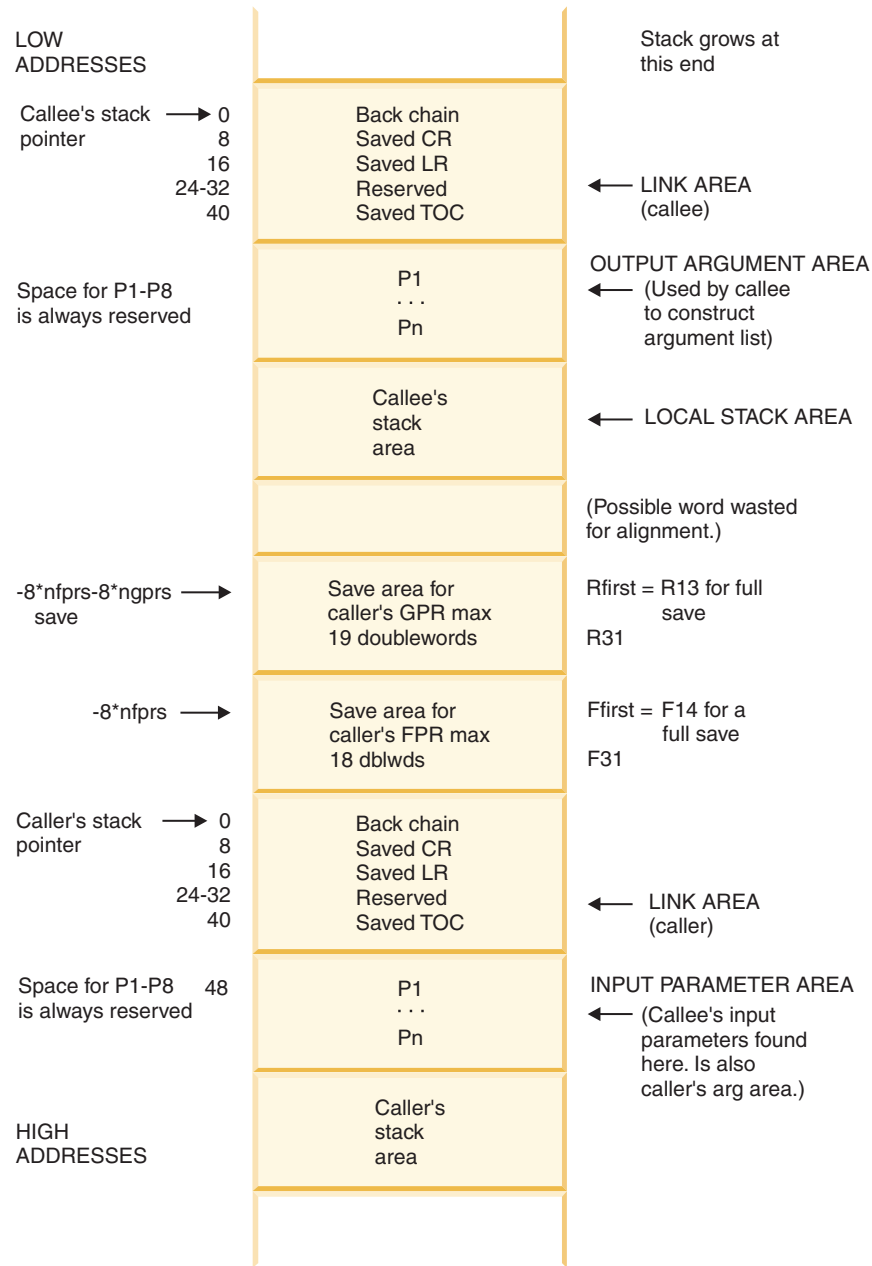 LOW
ADDRESSES
Stack grows at
this end
Callee's stack
pointer
0
8
16
24-32
40
Back chain
Saved CR
Saved LR
Reserved
Saved TOC
LINK AREA
(callee)
Space for P1-P8
is always reserved
P1
. . .
Pn
OUTPUT ARGUMENT AREA
(Used by callee
to construct
argument list)
Callee's
stack
area
LOCAL STACK AREA
(Possible word wasted
for alignment.)
-8*nfprs-8*ngprs
save
Save area for
caller's GPR max
19 doublewords
Rfirst = R13 for full
save
R31
-8*nfprs
Save area for
caller's FPR max
18 dblwds
Ffirst = F14 for a
full save
F31
Caller's stack
pointer
0
8
16
24-32
40
Back chain
Saved CR
Saved LR
Reserved
Saved TOC
LINK AREA
(caller)
Space for P1-P8
is always reserved
48
P1
. . .
Pn
INPUT PARAMETER AREA
(Callee's input
parameters found
here. Is also
caller's arg area.)
HIGH
ADDRESSES
Caller's
stack
area